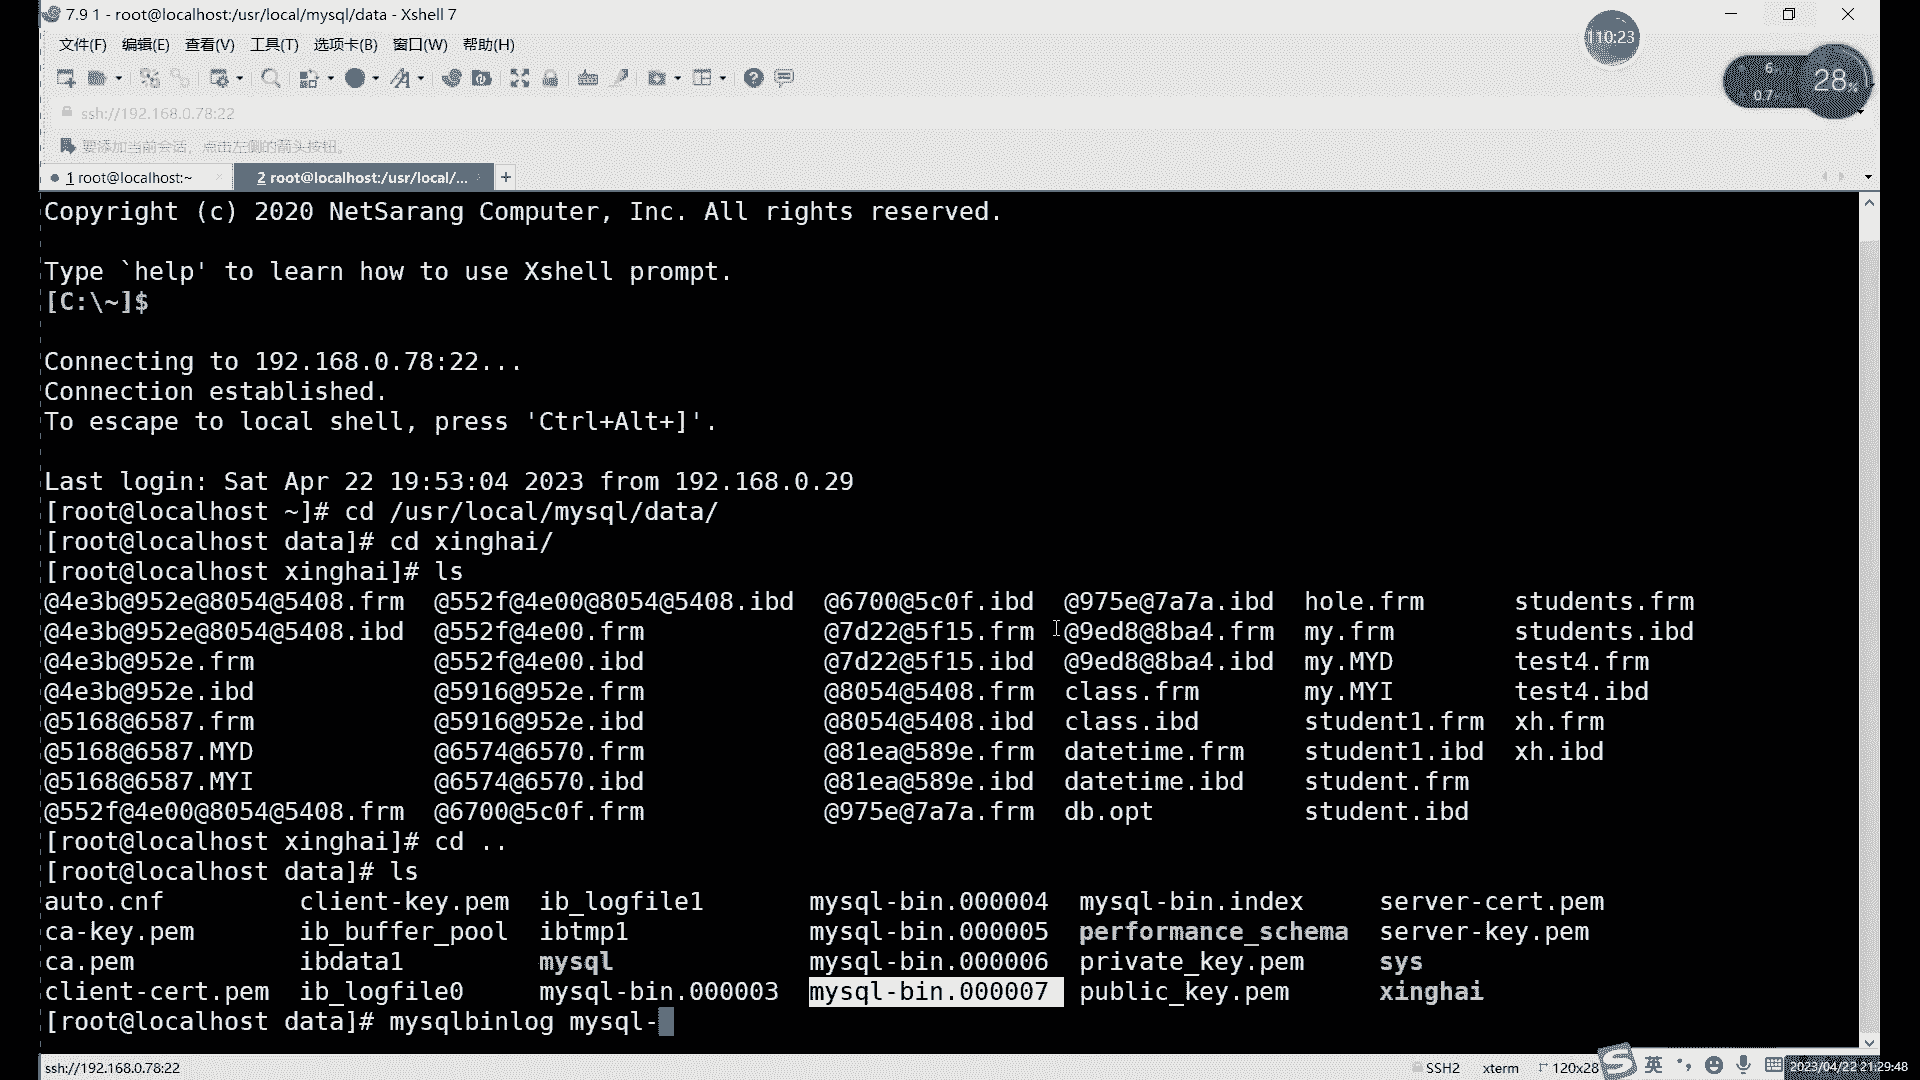 7.9 1 - root@localhost:/usr/local/mysql/data - Xshell 7
110:23
文件(F) 编辑(E) 查看(V) 工具(T) 选项卡(B) 窗口(W) 帮助(H)
6
28%
0.7
ssh://192.168.0.78:22
要添加当前会话，点击左侧的箭头按钮。
1 root@localhost:~ 2 root@localhost:/usr/local/... +
Copyright (c) 2020 NetSarang Computer, Inc. All rights reserved.
Type `help' to learn how to use Xshell prompt.
[C:\~]$
Connecting to 192.168.0.78:22...
Connection established.
To escape to local shell, press 'Ctrl+Alt+]'.
Last login: Sat Apr 22 19:53:04 2023 from 192.168.0.29
[root@localhost ~]# cd /usr/local/mysql/data/
[root@localhost data]# cd xinghai/
[root@localhost xinghai]# ls
@4e3b@952e@8054@5408.frm @552f@4e00@8054@5408.ibd @6700@5c0f.ibd @975e@7a7a.ibd hole.frm students.frm
@4e3b@952e@8054@5408.ibd @552f@4e00.frm @7d22@5f15.frm @9ed8@8ba4.frm my.frm students.ibd
@4e3b@952e.frm @552f@4e00.ibd @7d22@5f15.ibd @9ed8@8ba4.ibd my.MYD test4.frm
@4e3b@952e.ibd @5916@952e.frm @8054@5408.frm class.frm my.MYI test4.ibd
@5168@6587.frm @5916@952e.ibd @8054@5408.ibd class.ibd student1.frm xh.frm
@5168@6587.MYD @6574@6570.frm @81ea@589e.frm datetime.frm student1.ibd xh.ibd
@5168@6587.MYI @6574@6570.ibd @81ea@589e.ibd datetime.ibd student.frm
@552f@4e00@8054@5408.frm @6700@5c0f.frm @975e@7a7a.frm db.opt student.ibd
[root@localhost xinghai]# cd ..
[root@localhost data]# ls
auto.cnf client-key.pem ib_logfile1 mysql-bin.000004 mysql-bin.index server-cert.pem
ca-key.pem ib_buffer_pool ibtmp1 mysql-bin.000005 performance_schema server-key.pem
ca.pem ibdata1 mysql mysql-bin.000006 private_key.pem sys
client-cert.pem ib_logfile0 mysql-bin.000003 mysql-bin.000007 public_key.pem xinghai
[root@localhost data]# mysqlbinlog mysql-
ssh://192.168.0.78:22 SSH2 xterm 120x28 英 2023/04/22 21:29:48